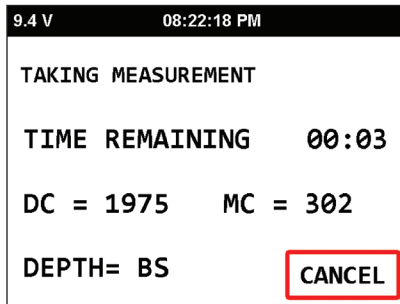 9.4 V 08:22:18 PM
TAKING MEASUREMENT
TIME REMAINING 00:03
DC = 1975 MC = 302
DEPTH= BS
CANCEL